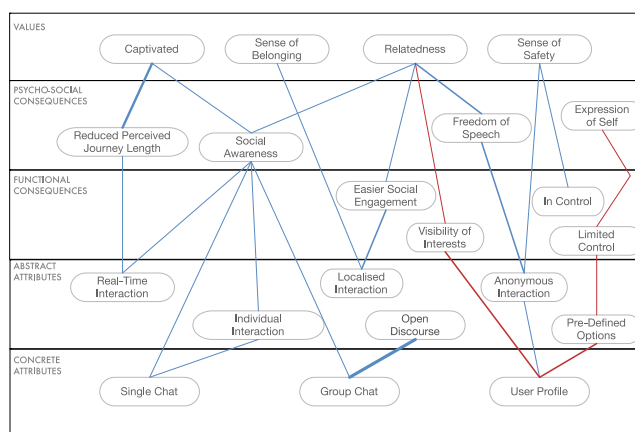 VALUES
Captivated
Sense of
Belonging
Relatedness
Sense of
Safety
PSYCHO-SOCIAL
CONSEQUENCES
Reduced Perceived
Journey Length
Social
Awareness
Freedom of
Speech
Expression
of Self
FUNCTIONAL
CONSEQUENCES
Easier Social
Engagement
In Control
Visibility
of Interests
Limited
Control
ABSTRACT
ATTRIBUTES
Real-Time
Interaction
Localised
Interaction
Anonymous
Interaction
Individual
Interaction
Open
Discourse
Pre-Defined
Options
CONCRETE
ATTRIBUTES
Single Chat
Group Chat
User Profile